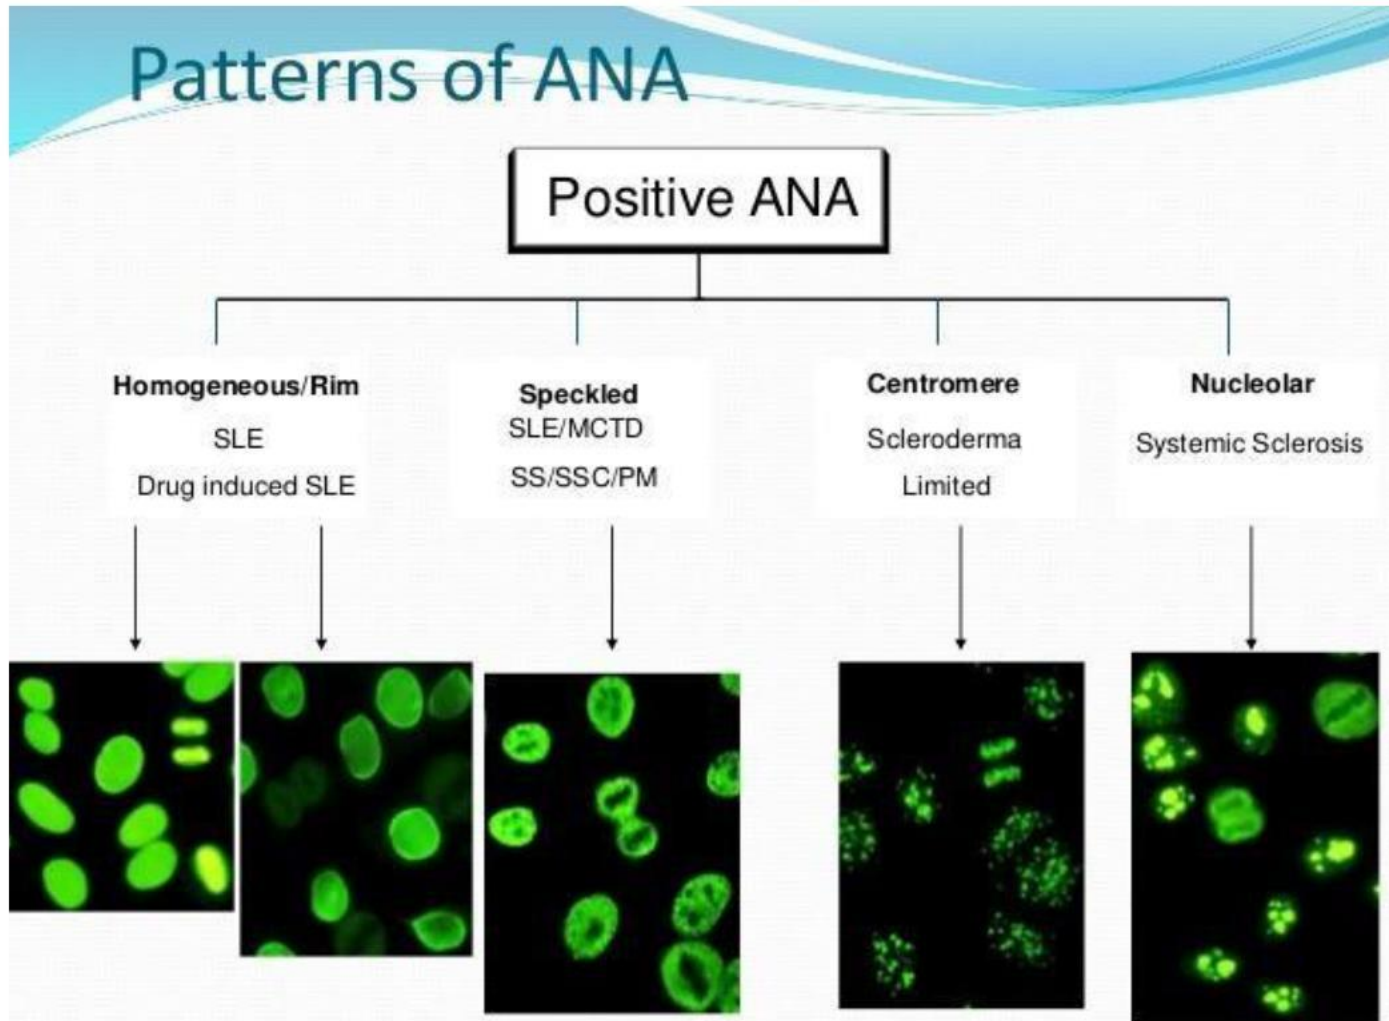 Patterns of ANA
Positive ANA
Homogeneous/Rim
SLE
Drug induced SLE
Speckled
SLE/MCTD
SS/SSC/PM
Centromere
Scleroderma
Limited
Nucleolar
Systemic Sclerosis